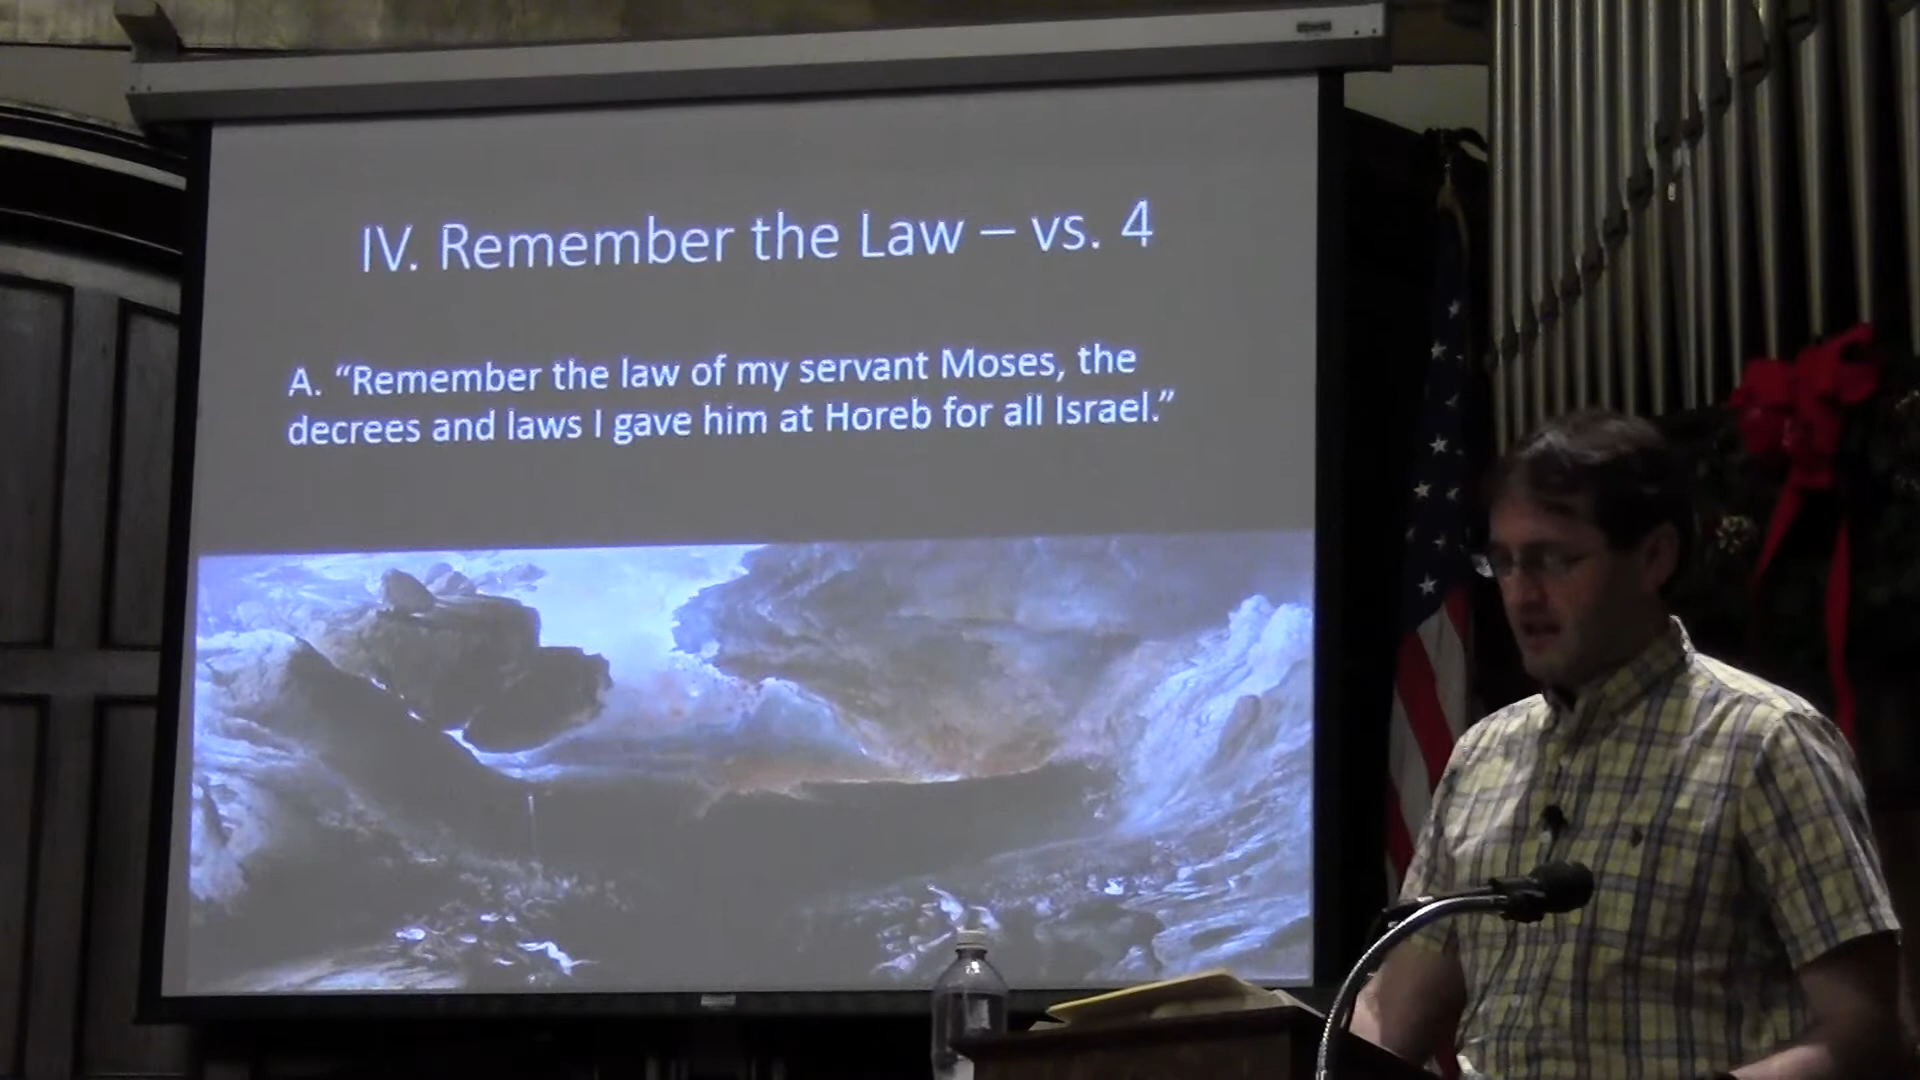 IV. Remember the Law – vs. 4
A. “Remember the law of my servant Moses, the
decrees and laws I gave him at Horeb for all Israel.”